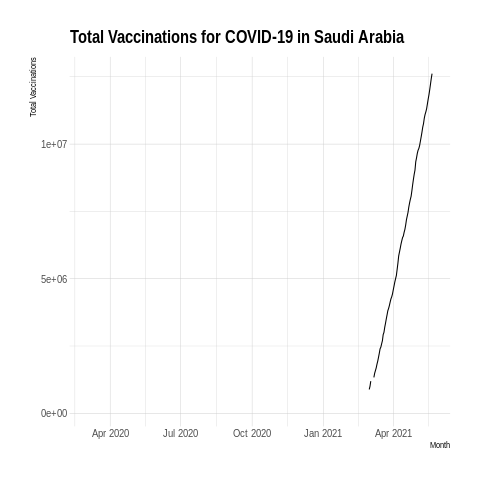 Total Vaccinations for COVID-19 in Saudi Arabia
Total Vaccinations
1e+07
5e+06
0e+00
Apr 2020 Jul 2020 Oct 2020 Jan 2021 Apr 2021
Month